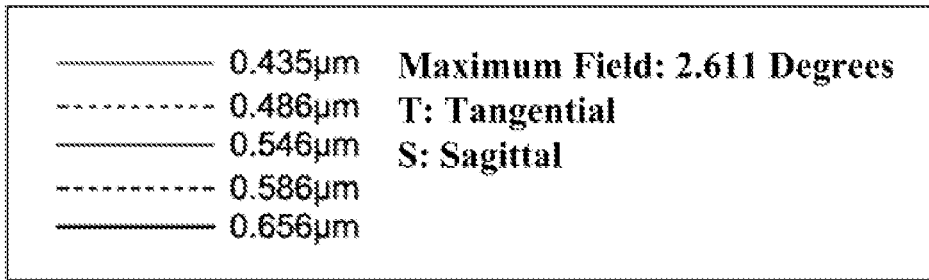 0.435μm
0.486μm
0.546μm
0.586μm
0.656μm
Maximum Field: 2.611 Degrees
T: Tangential
S: Sagittal